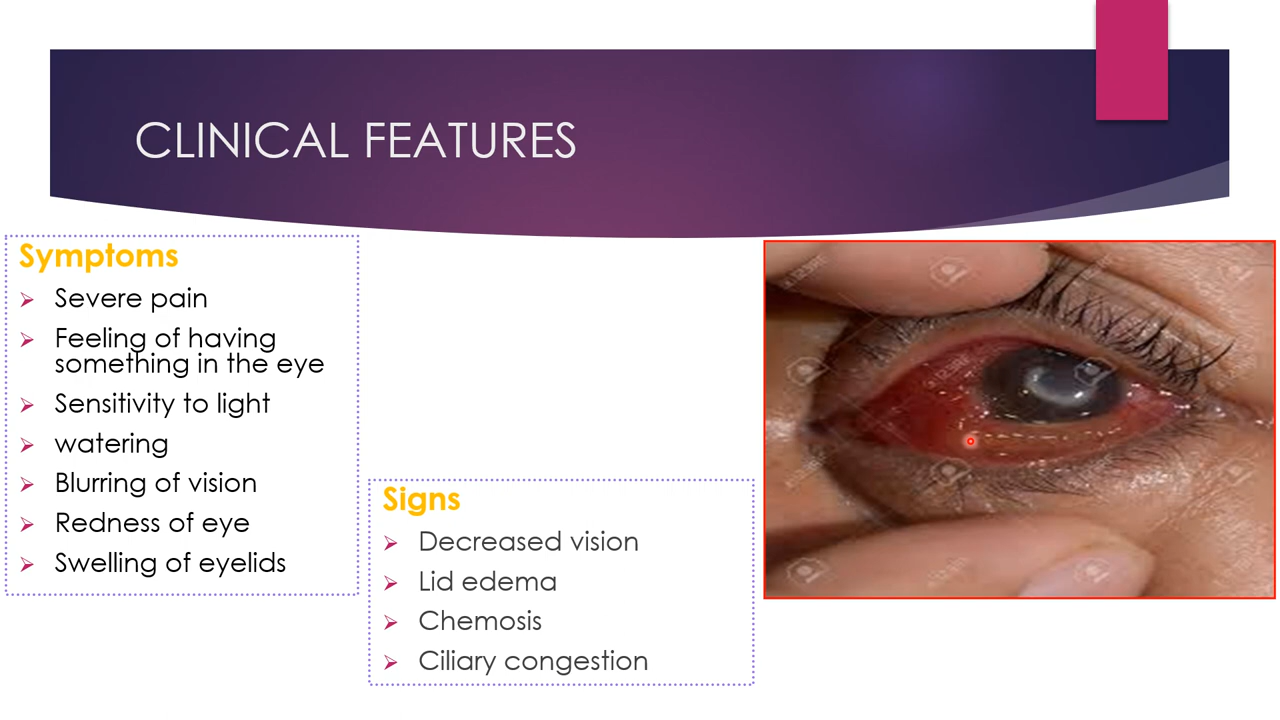 CLINICAL FEATURES
Symptoms
Severe pain
Feeling of having
something in the eye
Sensitivity to light
watering
Blurring of vision
Redness of eye
Swelling of eyelids
Signs
Decreased vision
Lid edema
Chemosis
Ciliary congestion